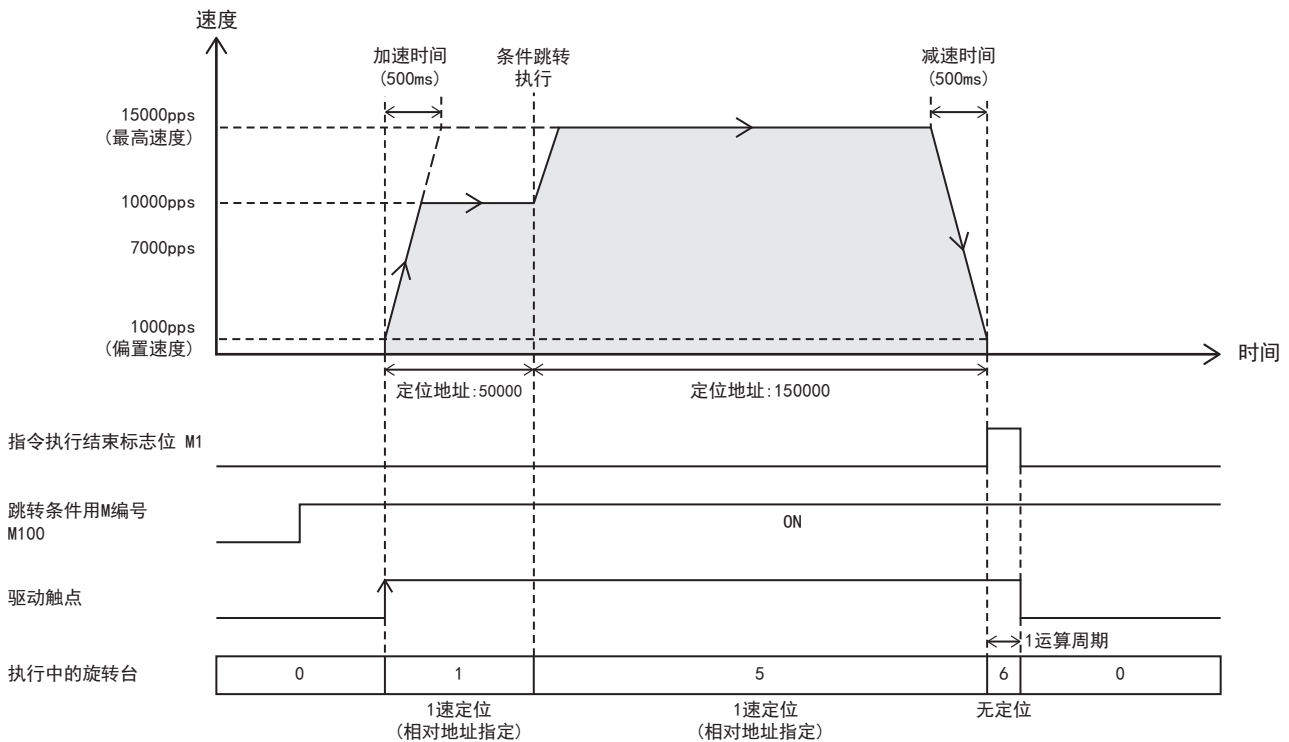 速度
加速时间
(500ms)
条件跳转
执行
减速时间
(500ms)
15000pps
(最高速度)
10000pps
7000pps
1000pps
(偏置速度)
时间
定位地址:50000
定位地址:150000
指令执行结束标志位 M1
跳转条件用M编号
M100
ON
驱动触点
1运算周期
执行中的旋转台
0
1
5
6
0
1速定位
(相对地址指定)
1速定位
(相对地址指定)
无定位